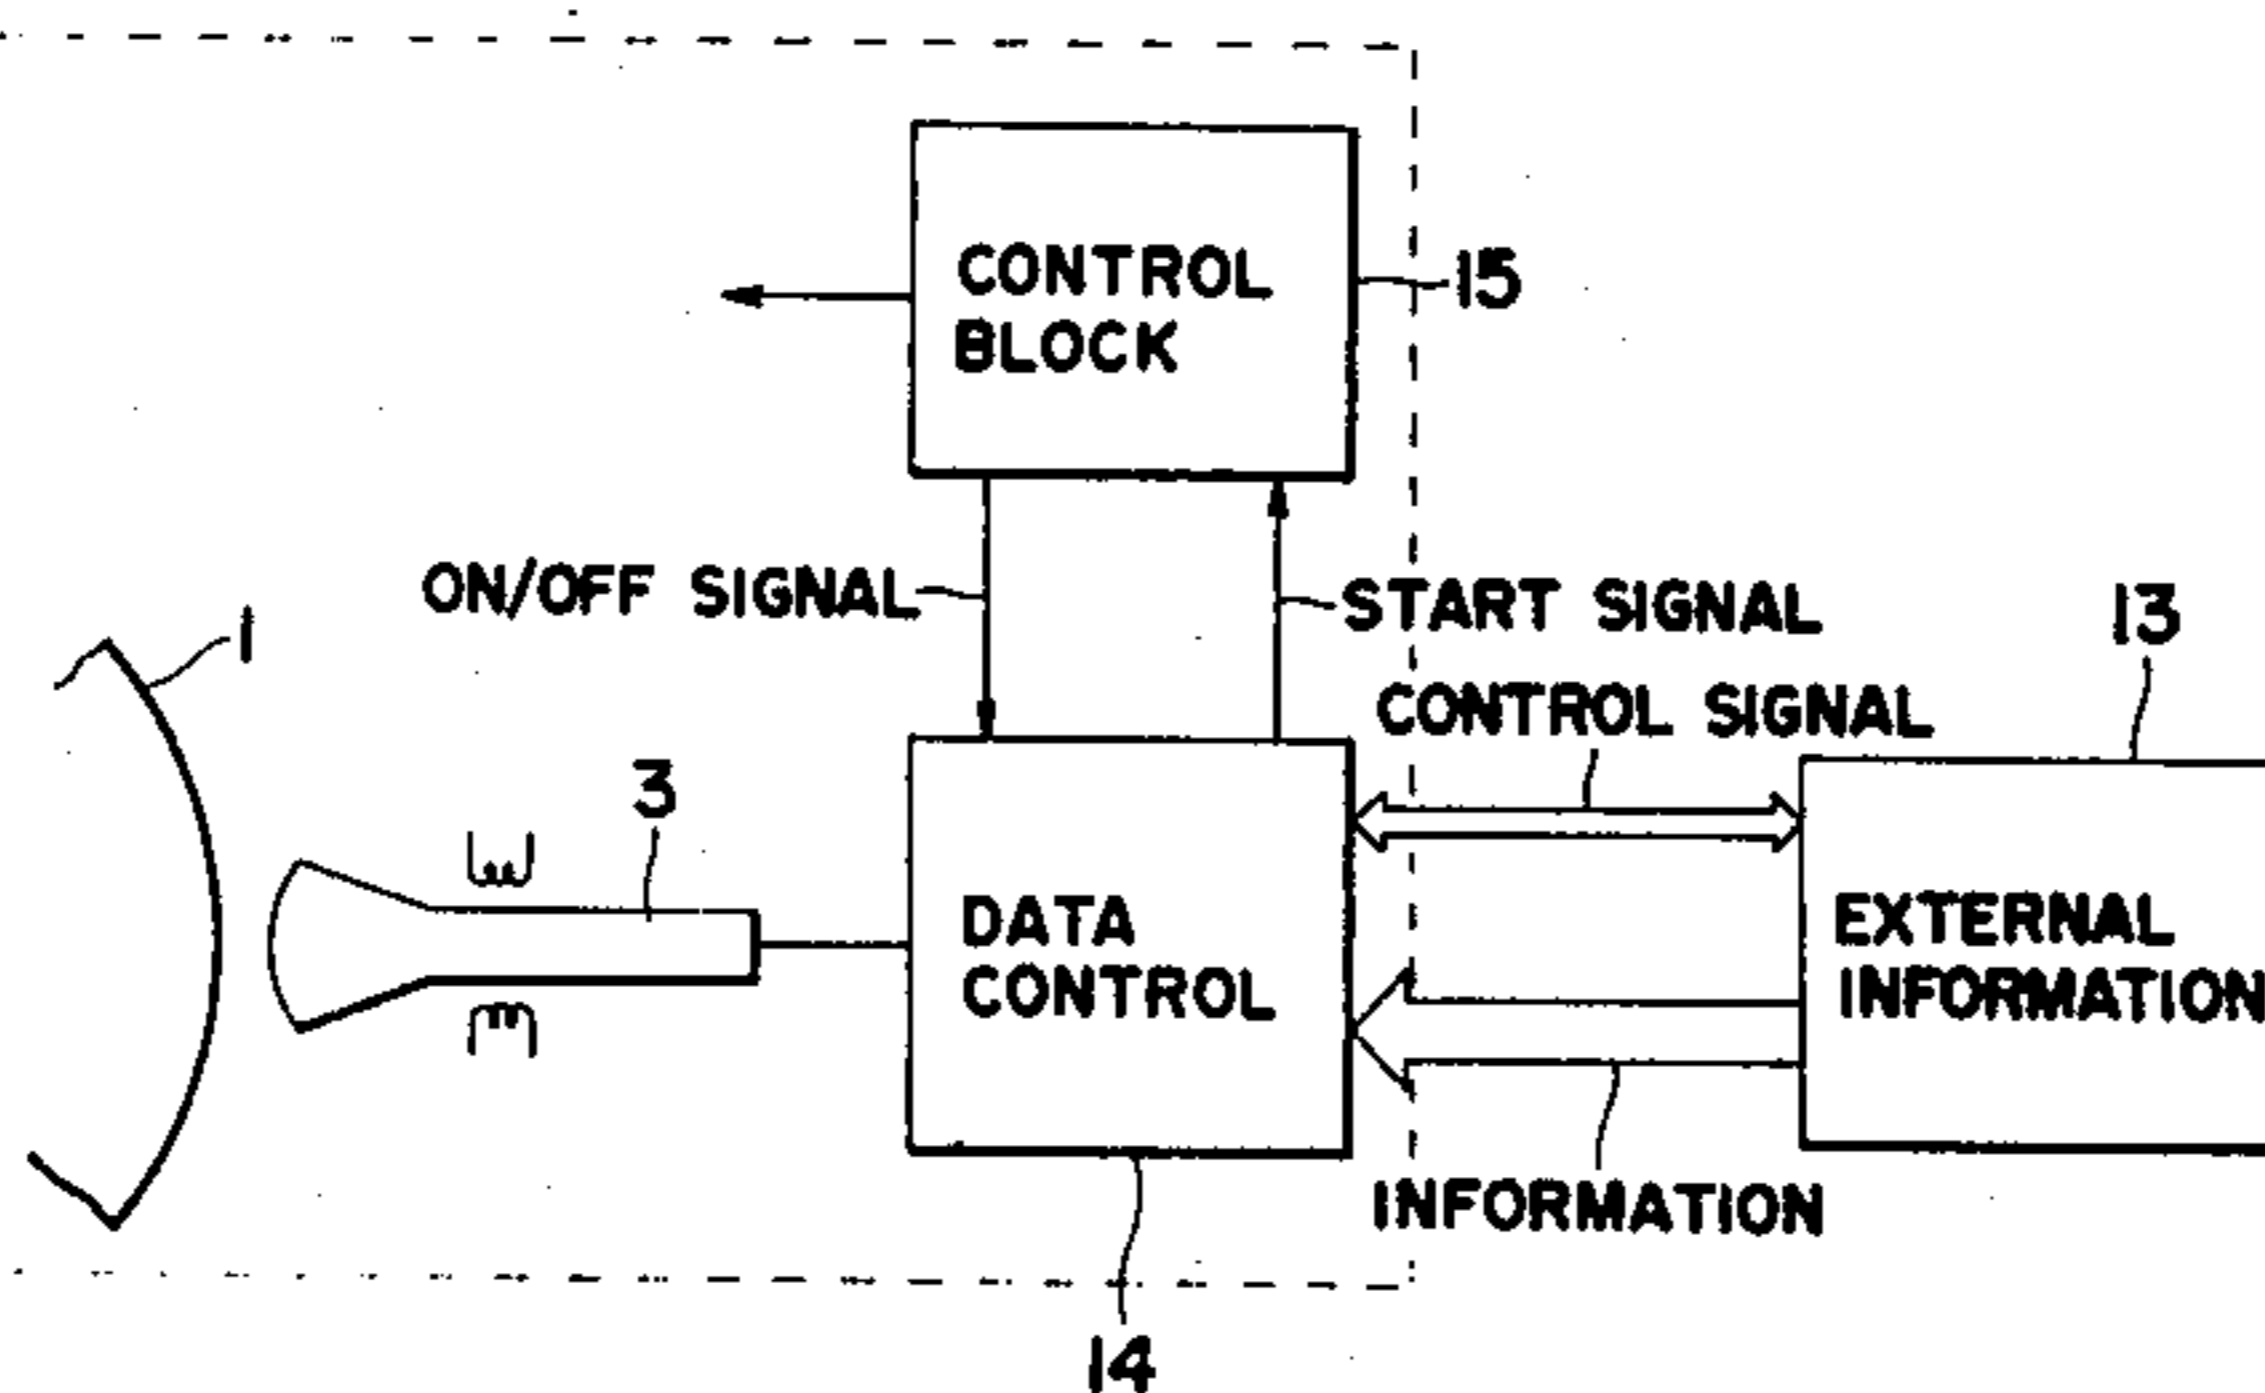 CONTROL
BLOCK
15
ON/OFF SIGNAL
START SIGNAL
1
13
CONTROL SIGNAL
3
DATA
CONTROL
EXTERNAL
INFORMATION
INFORMATION
14